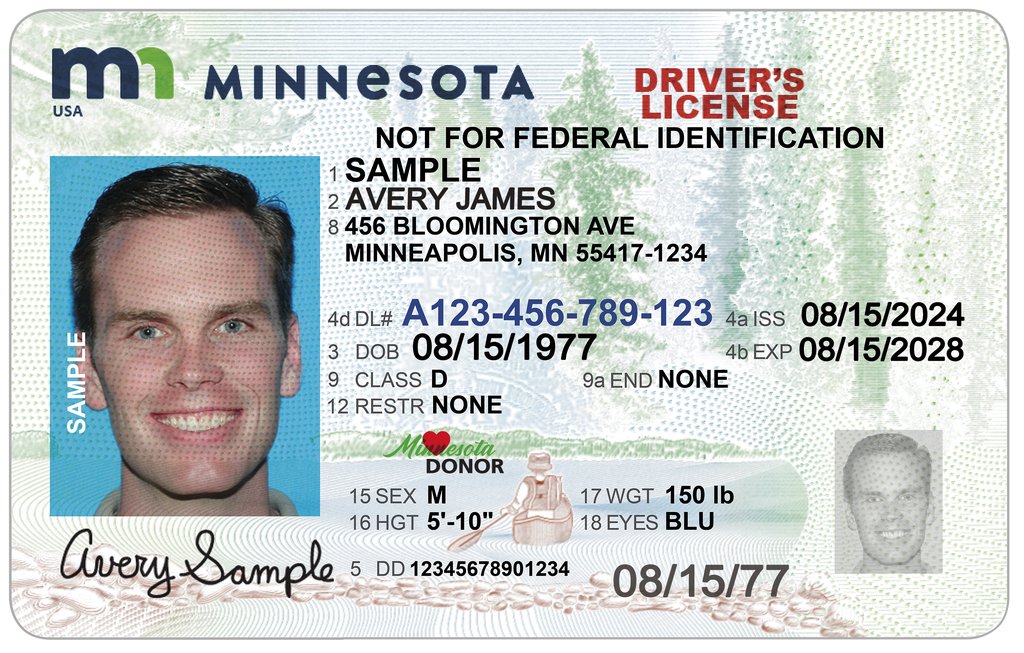 mn
USA
MINNESOTA
DRIVER'S
LICENSE
NOT FOR FEDERAL IDENTIFICATION
1 SAMPLE
2 AVERY JAMES
8 456 BLOOMINGTON AVE
MINNEAPOLIS, MN 55417-1234
4d DL# A123-456-789-123 4a ISS 08/15/2024
3 DOB 08/15/1977 4b EXP 08/15/2028
9 CLASS D 9a END NONE
12 RESTR NONE
SAMPLE
Minnesota
DONOR
15 SEX M 17 WGT 150 lb
16 HGT 5'-10" 18 EYES BLU
Avery Sample
5 DD 12345678901234
08/15/77